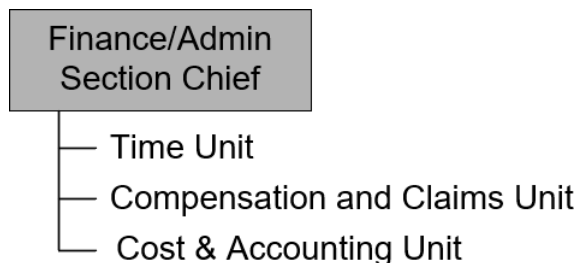 Finance/Admin
Section Chief
Time Unit
Compensation and Claims Unit
Cost & Accounting Unit